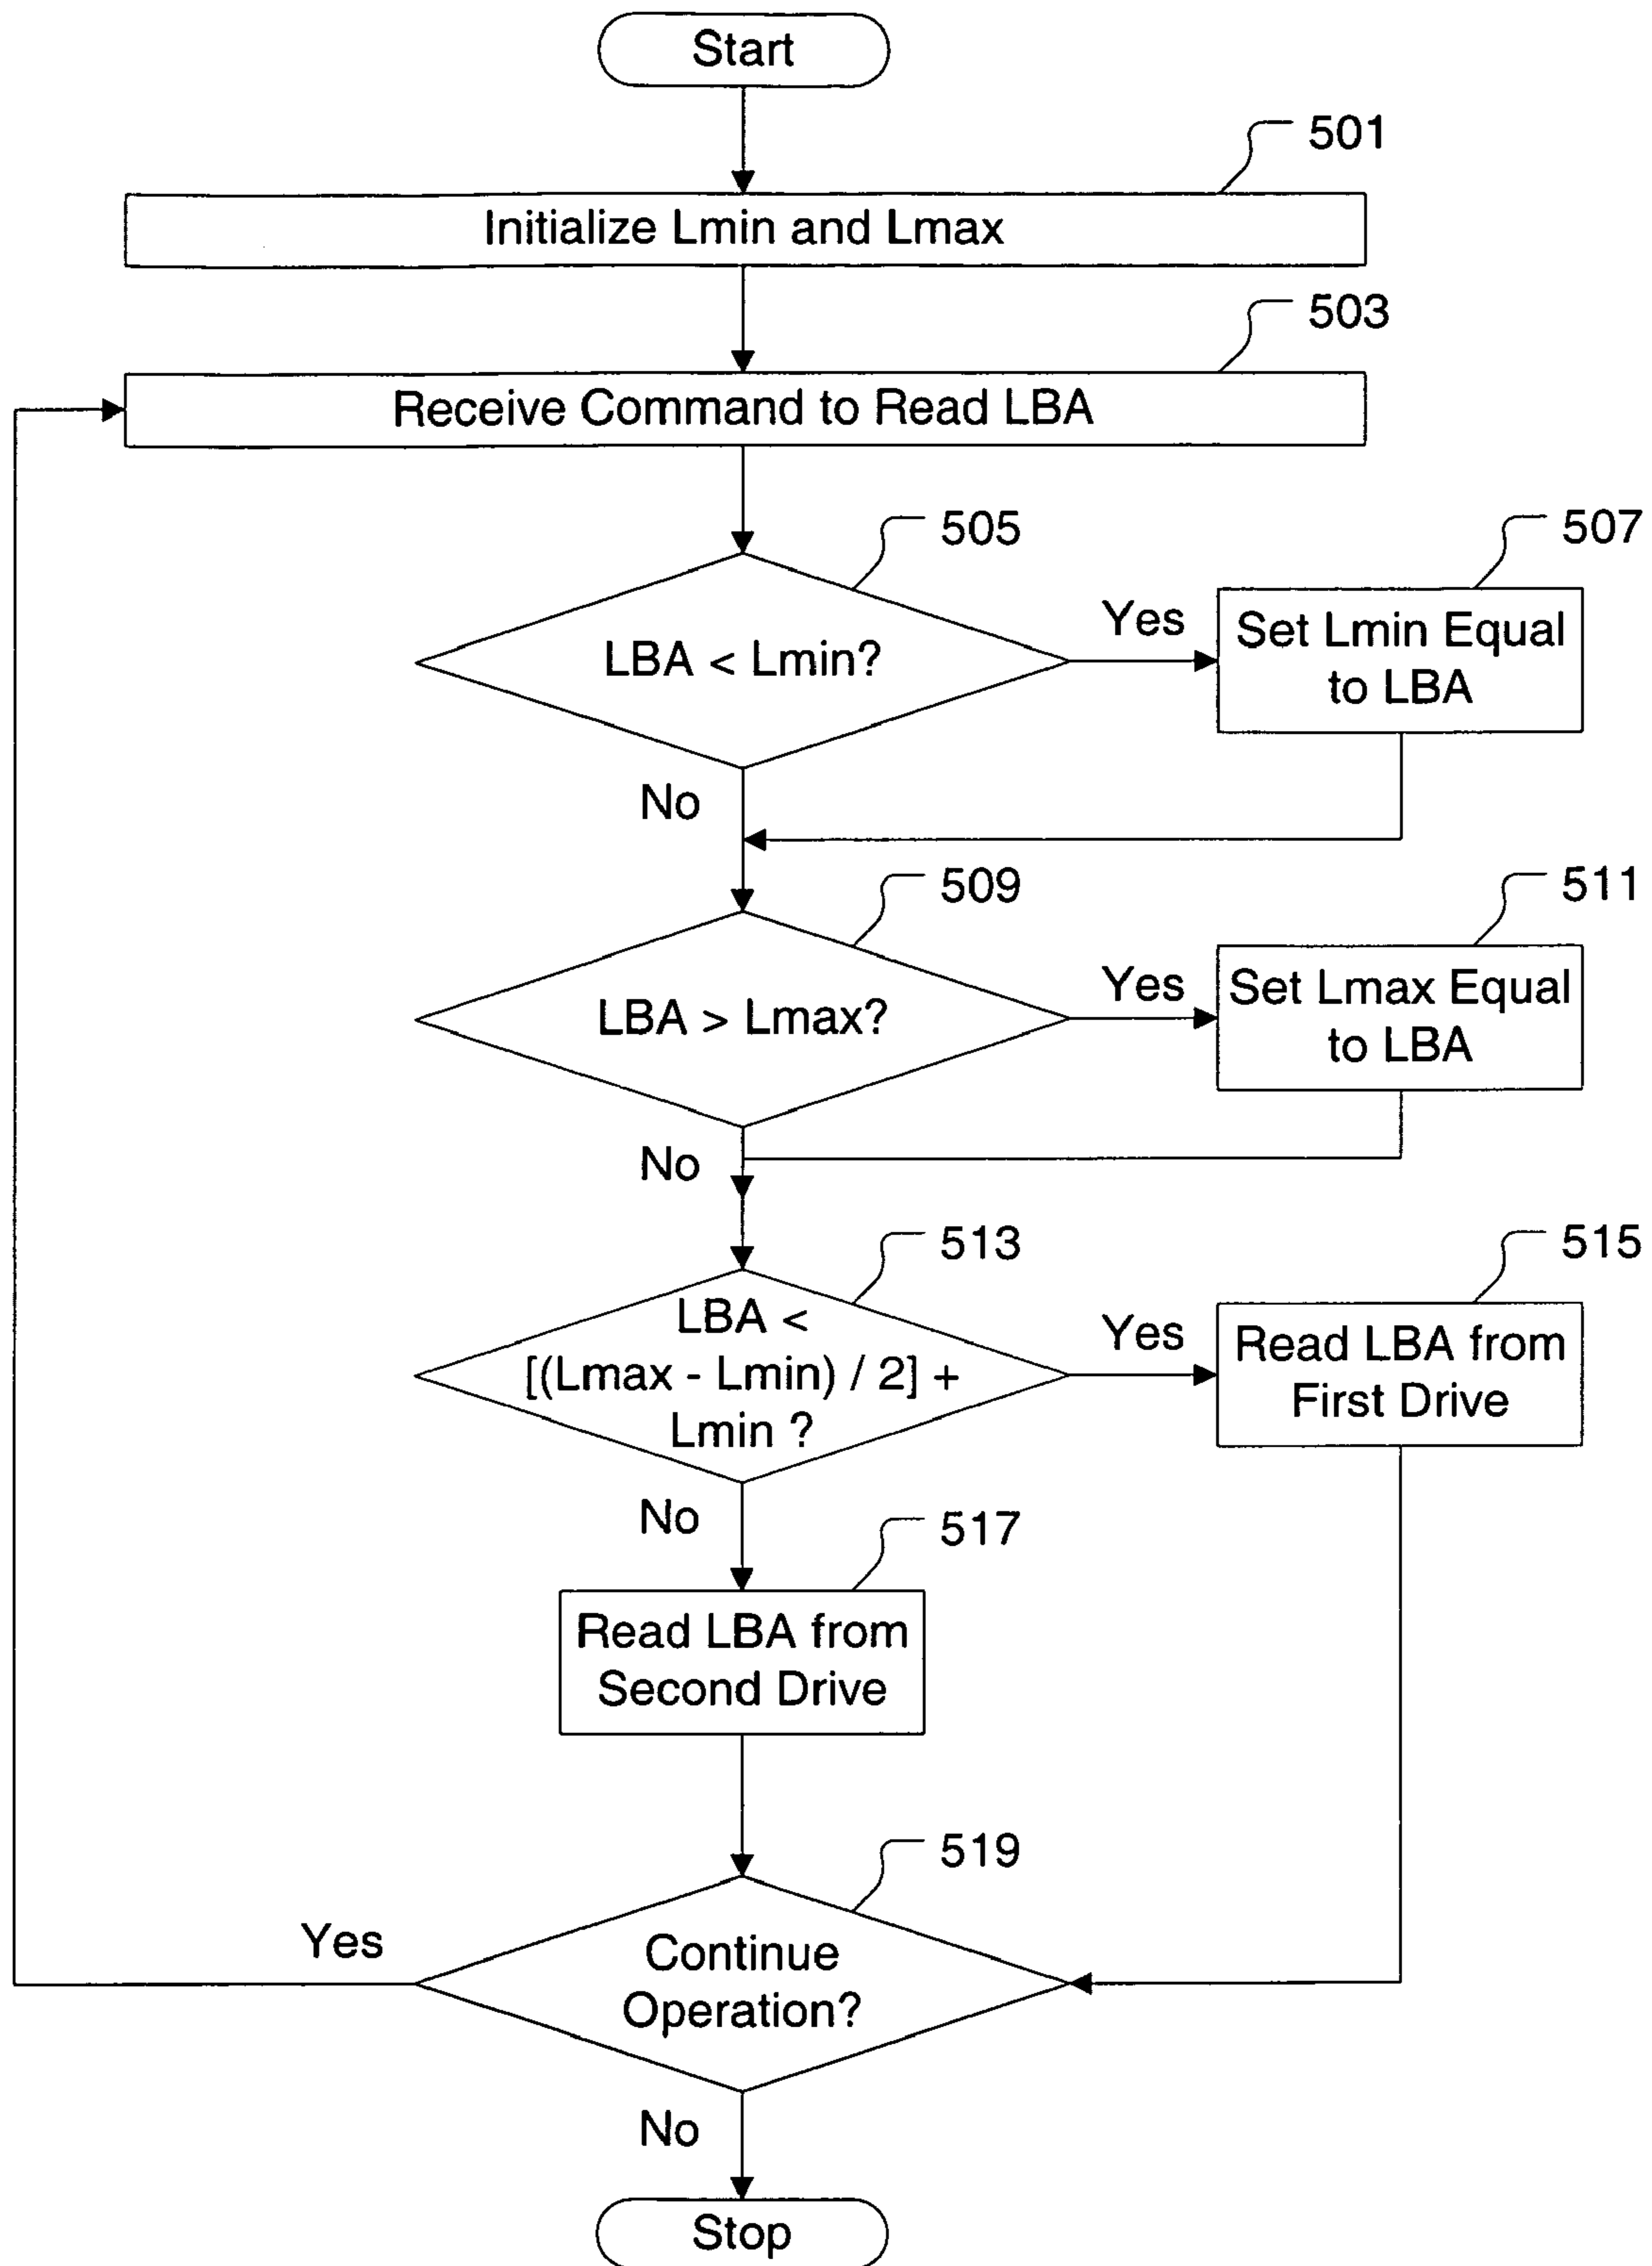 Start
501
Initialize Lmin and Lmax
503
Receive Command to Read LBA
505
507
LBA < Lmin?
Yes
Set Lmin Equal
to LBA
No
509
511
LBA > Lmax?
Yes
Set Lmax Equal
to LBA
No
513
515
LBA <
[(Lmax - Lmin) / 2] +
Lmin ?
Yes
Read LBA from
First Drive
No
517
Read LBA from
Second Drive
519
Yes
Continue
Operation?
No
Stop